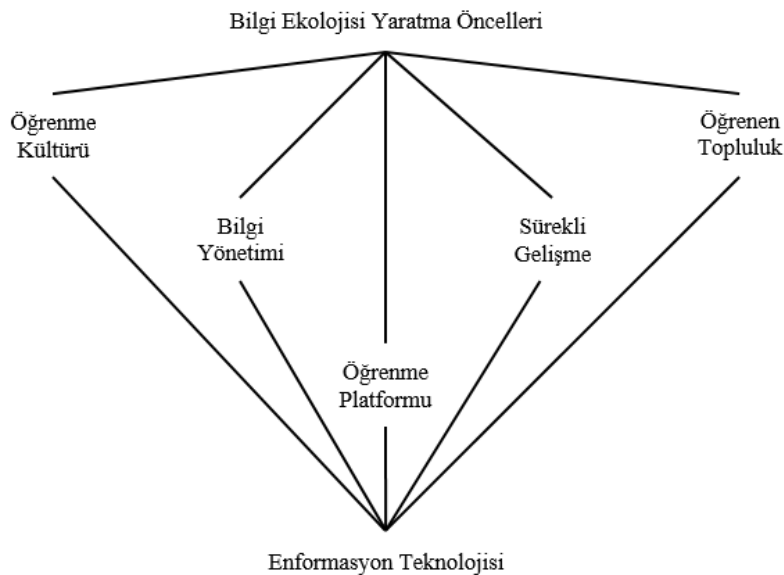 Bilgi Ekolojisi Yaratma Öncelleri
Öğrenme
Kültürü
Öğrenen
Topluluk
Bilgi
Yönetimi
Sürekli
Gelişme
Öğrenme
Platformu
Enformasyon Teknolojisi